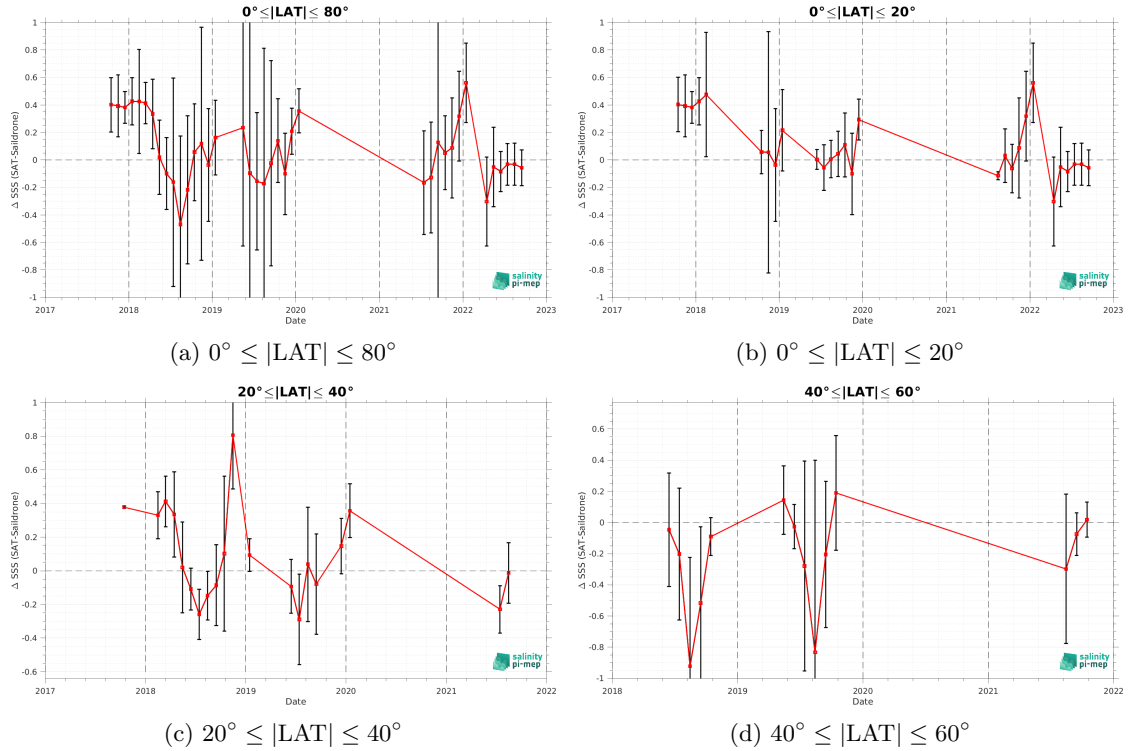 0°≤|LAT|≤ 80°
Δ SSS (SAT-Saildrone)
1
0.8
0.6
0.4
0.2
0
-0.2
-0.4
-0.6
-0.8
-1
2017
2018
2019
2020
2021
2022
2023
Date
salinity
pi-mep
(a) 0° ≤ |LAT| ≤ 80°
0°≤|LAT|≤ 20°
Δ SSS (SAT-Saildrone)
1
0.8
0.6
0.4
0.2
0
-0.2
-0.4
-0.6
-0.8
-1
2017
2018
2019
2020
2021
2022
2023
Date
salinity
pi-mep
(b) 0° ≤ |LAT| ≤ 20°
20°≤|LAT|≤ 40°
Δ SSS (SAT-Saildrone)
1
0.8
0.6
0.4
0.2
0
-0.2
-0.4
-0.6
2017
2018
2019
2020
2021
2022
Date
salinity
pi-mep
(c) 20° ≤ |LAT| ≤ 40°
40°≤|LAT|≤ 60°
Δ SSS (SAT-Saildrone)
0.6
0.4
0.2
0
-0.2
-0.4
-0.6
-0.8
-1
2018
2019
2020
2021
2022
Date
salinity
pi-mep
(d) 40° ≤ |LAT| ≤ 60°